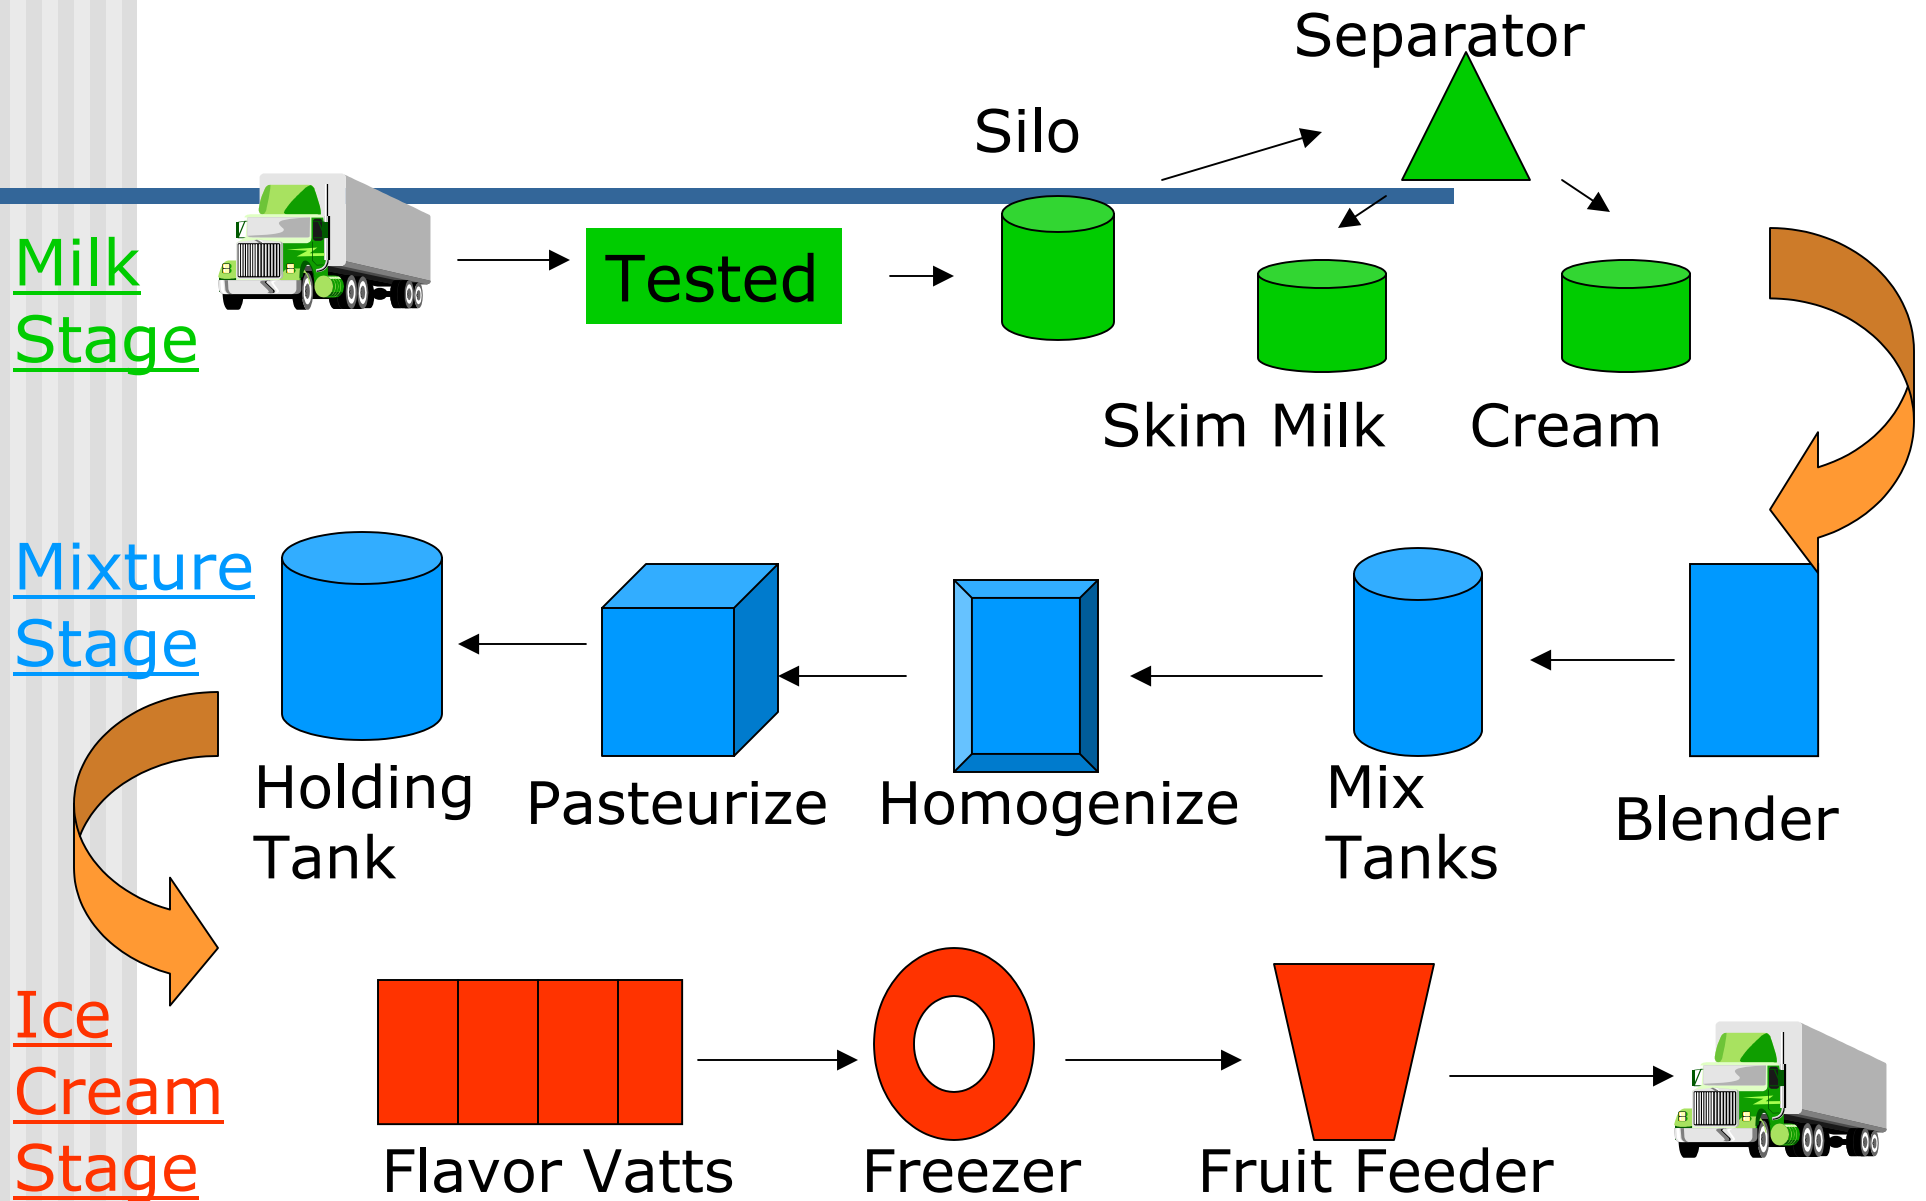 Separator
Silo
Milk
Stage
Tested
Skim Milk
Cream
Mixture
Stage
Holding
Tank
Pasteurize
Homogenize
Mix
Tanks
Blender
Ice
Cream
Stage
Flavor Vatts
Freezer
Fruit Feeder